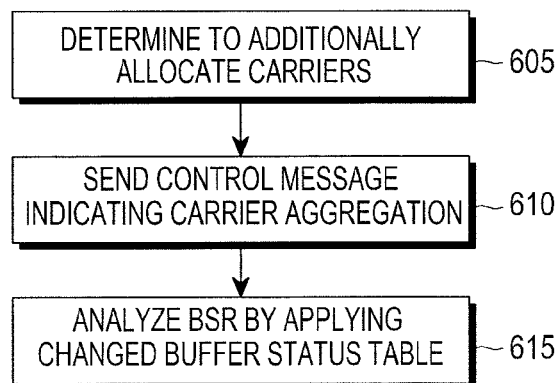 DETERMINE TO ADDITIONALLY
ALLOCATE CARRIERS
605
SEND CONTROL MESSAGE
INDICATING CARRIER AGGREGATION
610
ANALYZE BSR BY APPLYING
CHANGED BUFFER STATUS TABLE
615